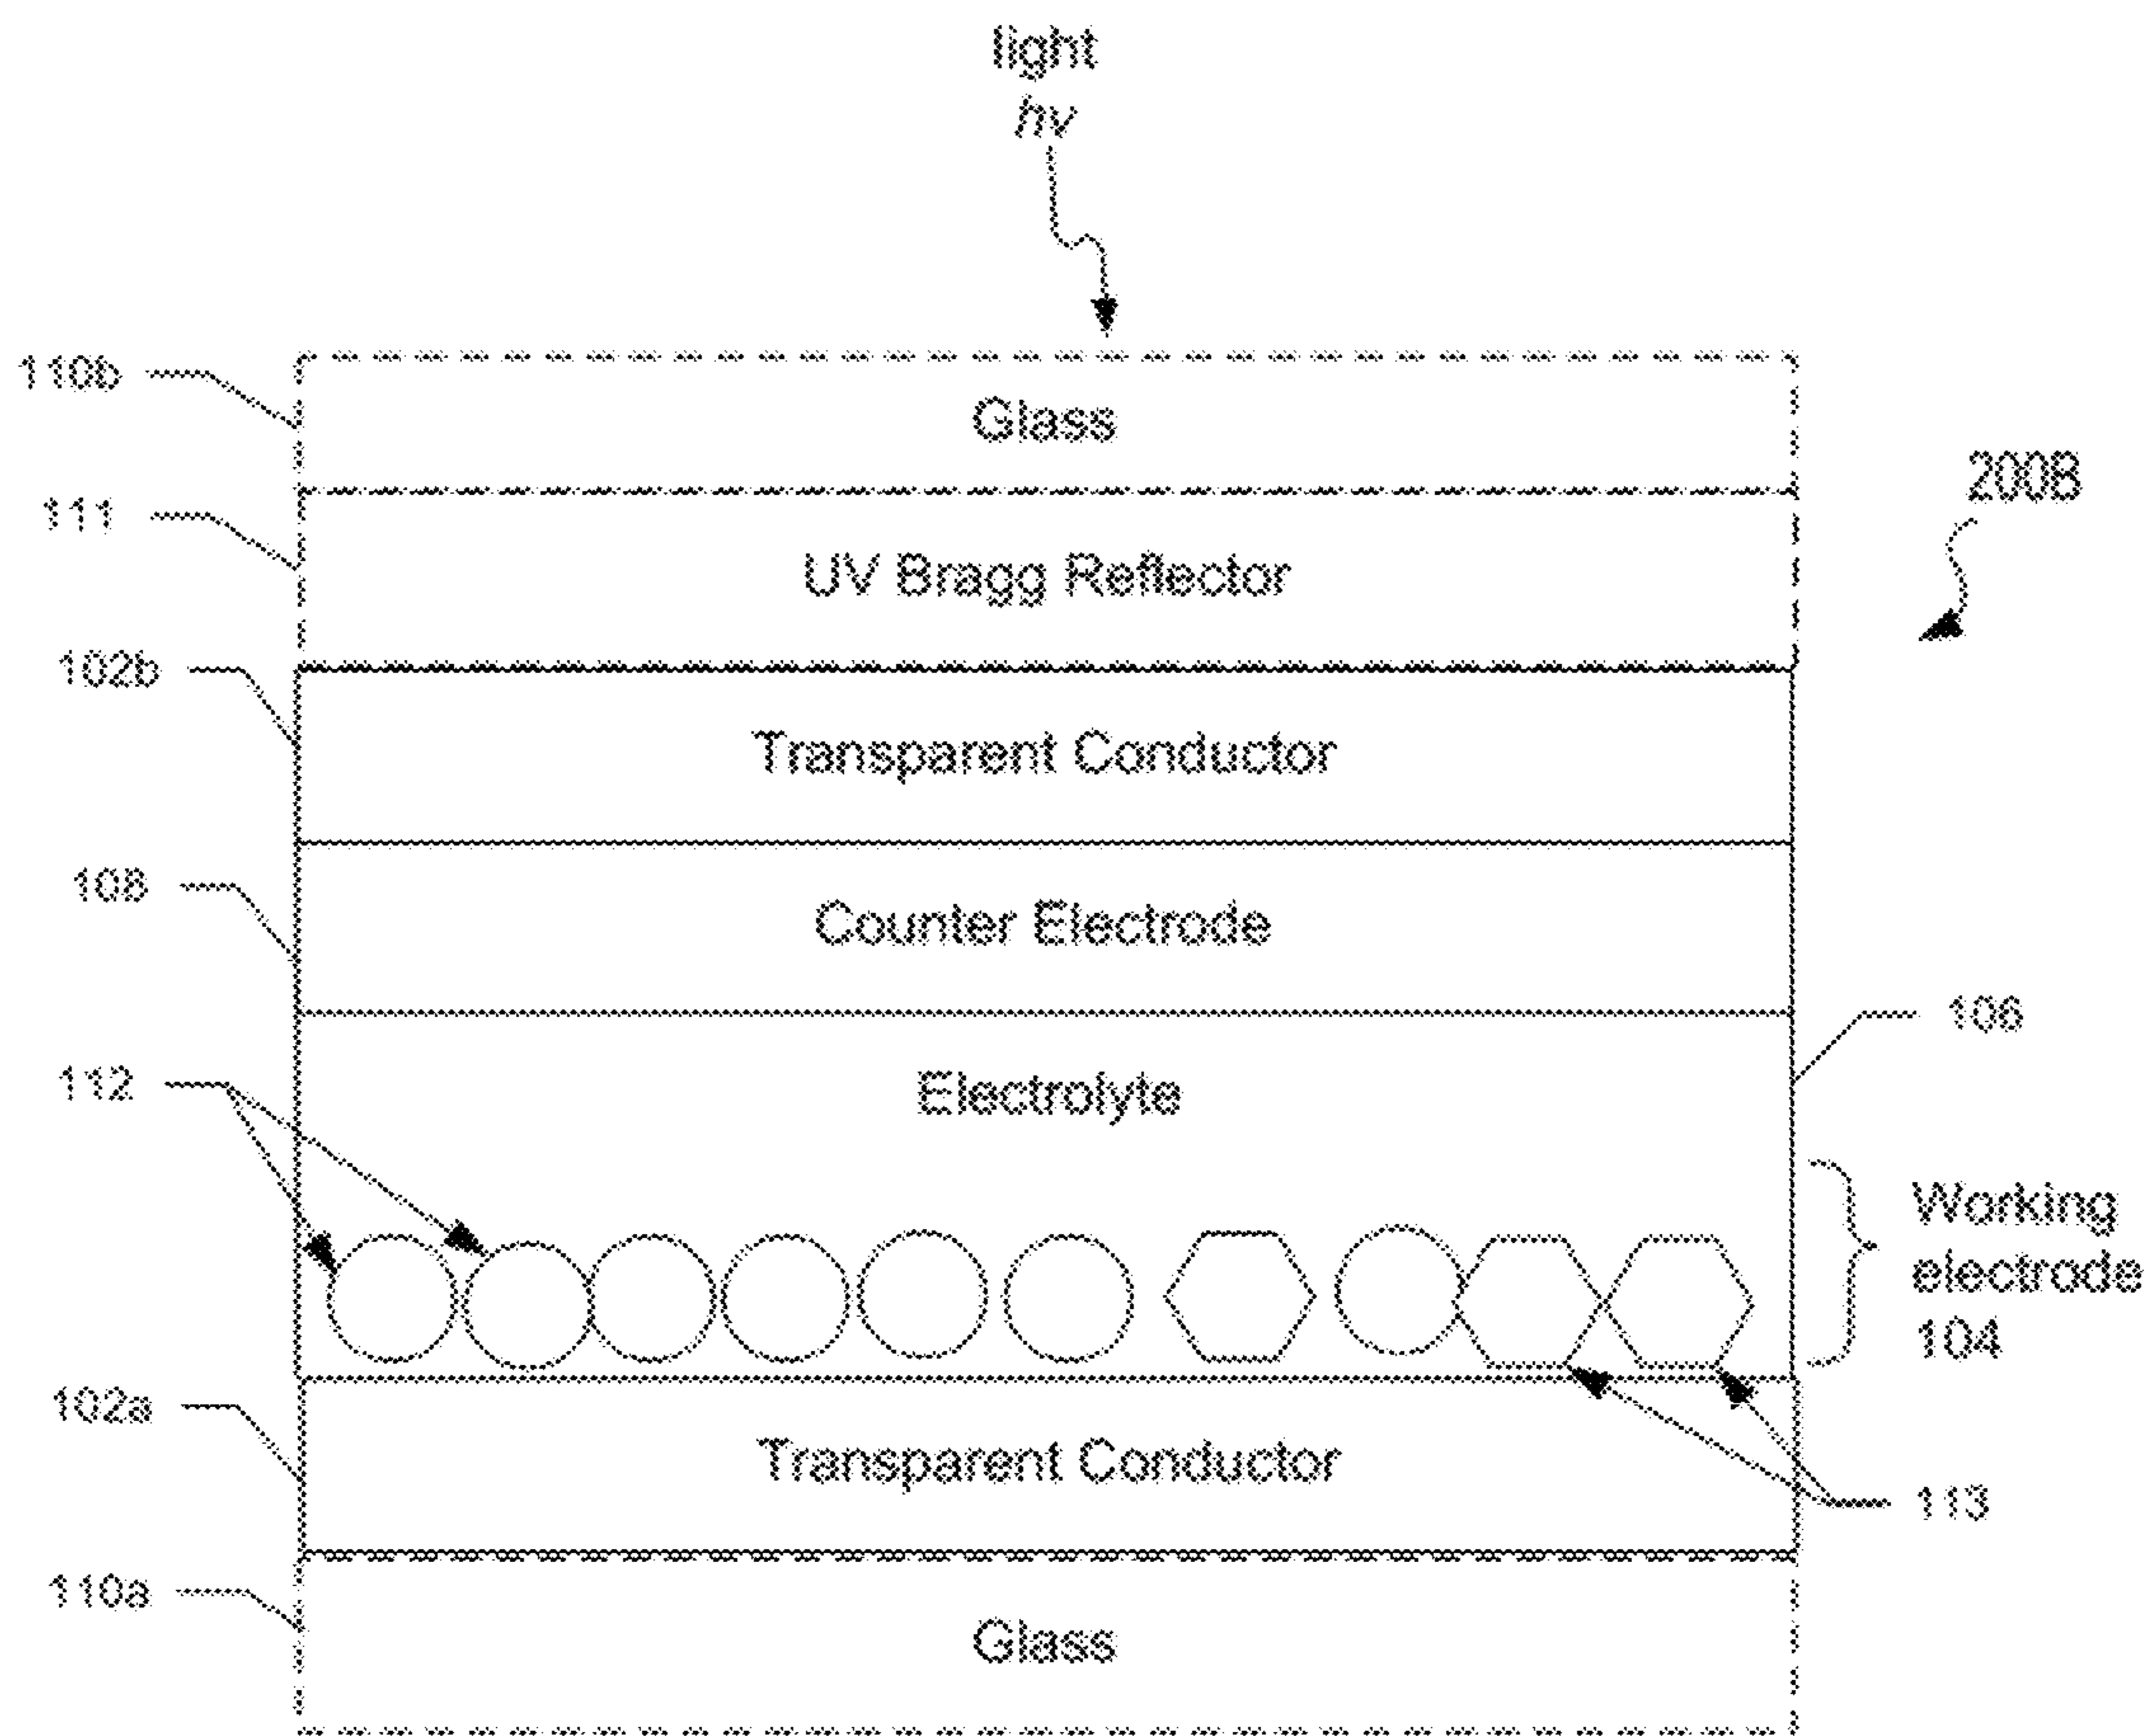 light
hv
110b
Glass
111
UV Bragg Reflector
200B
102b
Transparent Conductor
108
Counter Electrode
106
112
Electrolyte
Working
electrode
104
102a
Transparent Conductor
113
110a
Glass